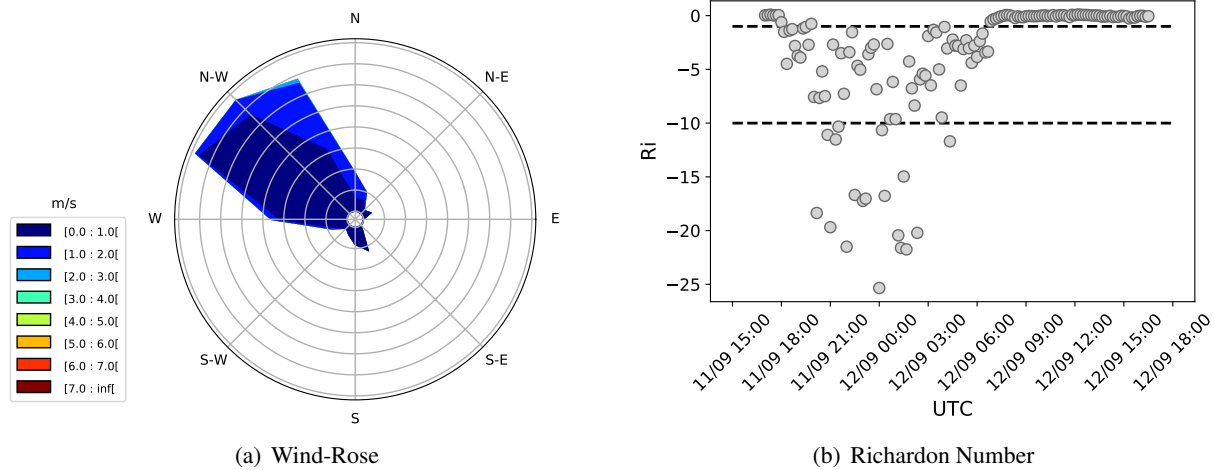 N
N-W
N-E
W
E
S-W
S-E
S
m/s
[0.0 : 1.0[
[1.0 : 2.0[
[2.0 : 3.0[
[3.0 : 4.0[
[4.0 : 5.0[
[5.0 : 6.0[
[6.0 : 7.0[
[7.0 : inf[
(a) Wind-Rose
Ri
0
−5
−10
−15
−20
−25
11/09 15:00
11/09 18:00
11/09 21:00
12/09 00:00
12/09 03:00
12/09 06:00
12/09 09:00
12/09 12:00
12/09 15:00
12/09 18:00
UTC
(b) Richardon Number